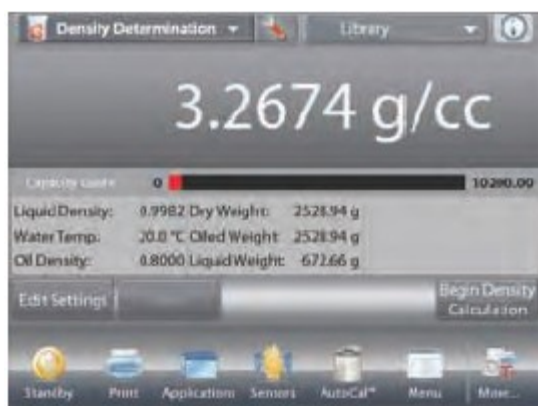 Density Determination Library
3.2674 g/cc
Capacity Guide 0 10200.00
Liquid Density: 0.9982 Dry Weight: 2528.94 g
Water Temp.: 20.0 °C Oiled Weight: 2528.94 g
Oil Density: 0.8000 Liquid Weight: 672.66 g
Edit Settings
Begin Density
Calculation
Standby Print Applications Sensors AutoCal™ Menu More...